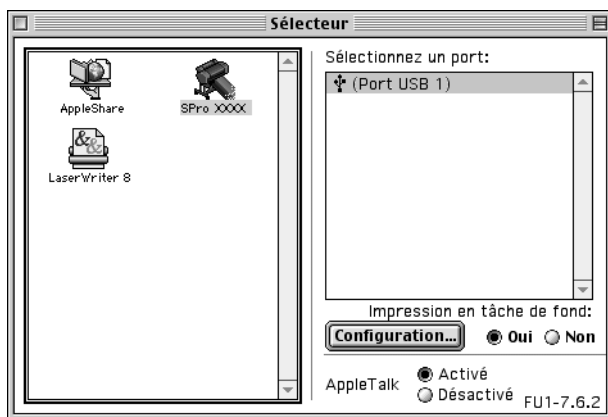 Sélecteur
AppleShare
SPro XXXX
LaserWriter 8
Sélectionnez un port:
(Port USB 1)
Impression en tâche de fond:
Configuration... Oui Non
AppleTalk Activé
Désactivé FU1-7.6.2